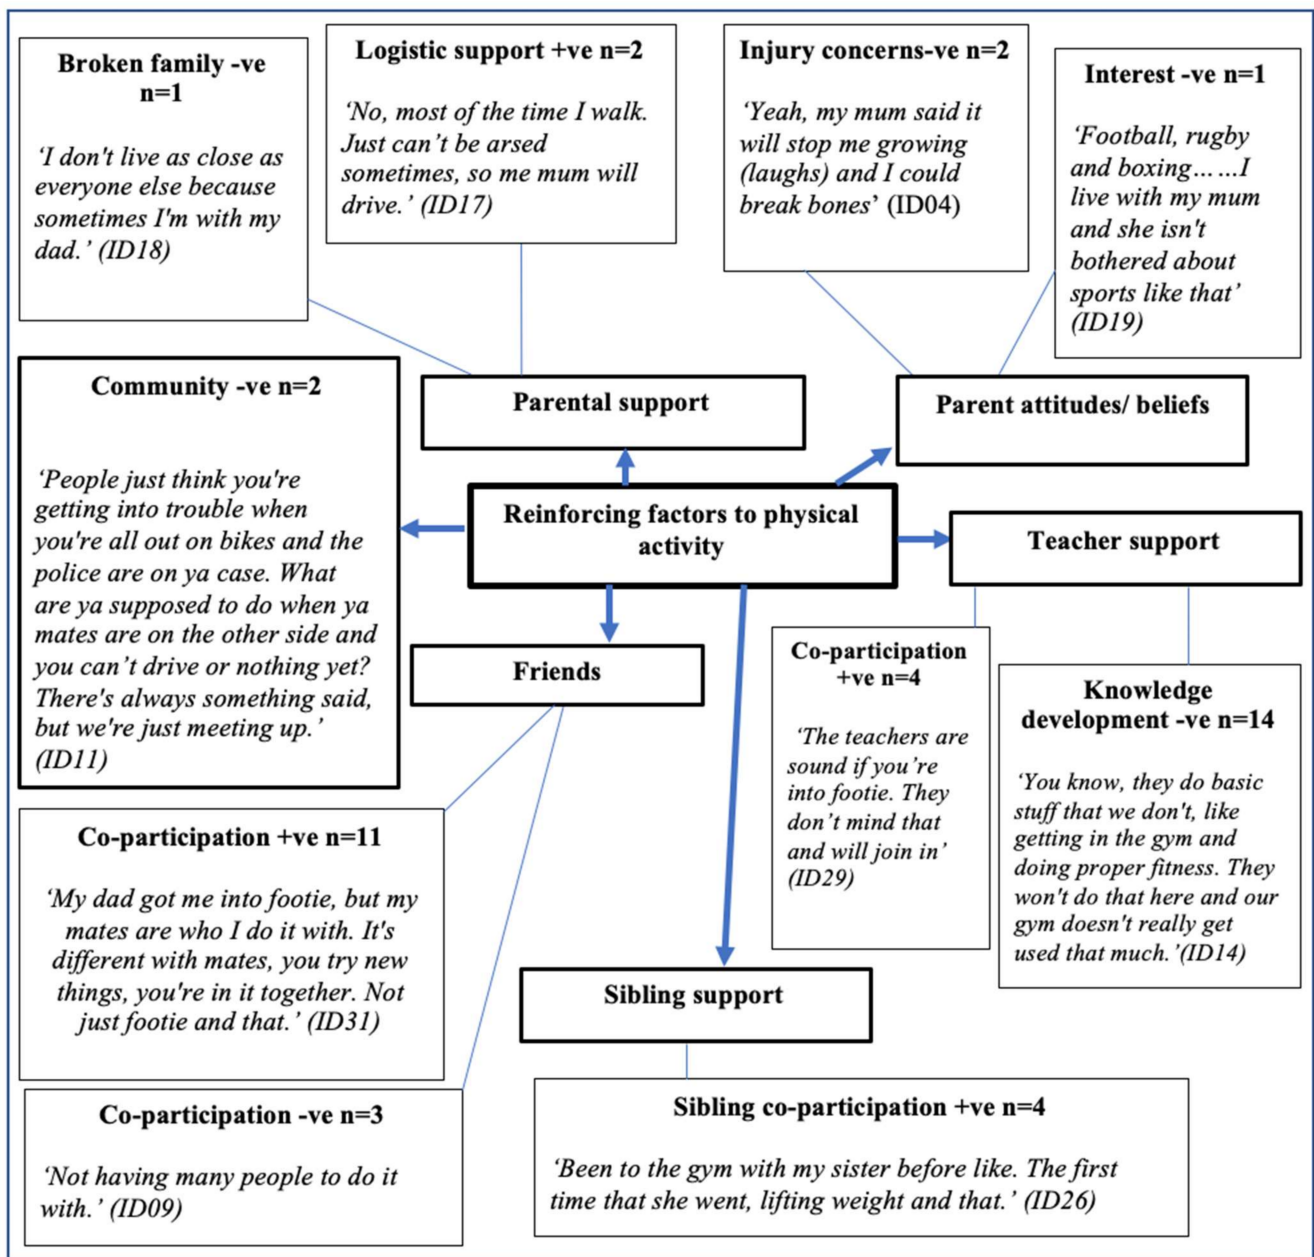 Broken family -ve
n=1
‘I don't live as close as
everyone else because
sometimes I'm with my
dad.’ (ID18)
Logistic support +ve n=2
‘No, most of the time I walk.
Just can’t be arsed
sometimes, so me mum will
drive.’ (ID17)
Injury concerns-ve n=2
‘Yeah, my mum said it
will stop me growing
(laughs) and I could
break bones’ (ID04)
Interest -ve n=1
‘Football, rugby
and boxing……I
live with my mum
and she isn't
bothered about
sports like that’
(ID19)
Community -ve n=2
‘People just think you're
getting into trouble when
you're all out on bikes and the
police are on ya case. What
are ya supposed to do when ya
mates are on the other side and
you can’t drive or nothing yet?
There's always something said,
but we're just meeting up.’
(ID11)
Parental support
Parent attitudes/ beliefs
Reinforcing factors to physical
activity
Teacher support
Friends
Co-participation
+ve n=4
‘The teachers are
sound if you’re
into footie. They
don’t mind that
and will join in’
(ID29)
Knowledge
development -ve n=14
‘You know, they do basic
stuff that we don't, like
getting in the gym and
doing proper fitness. They
won't do that here and our
gym doesn't really get
used that much.’(ID14)
Co-participation +ve n=11
‘My dad got me into footie, but my
mates are who I do it with. It's
different with mates, you try new
things, you're in it together. Not
just footie and that.’ (ID31)
Sibling support
Co-participation -ve n=3
‘Not having many people to do it
with.’ (ID09)
Sibling co-participation +ve n=4
‘Been to the gym with my sister before like. The first
time that she went, lifting weight and that.’ (ID26)